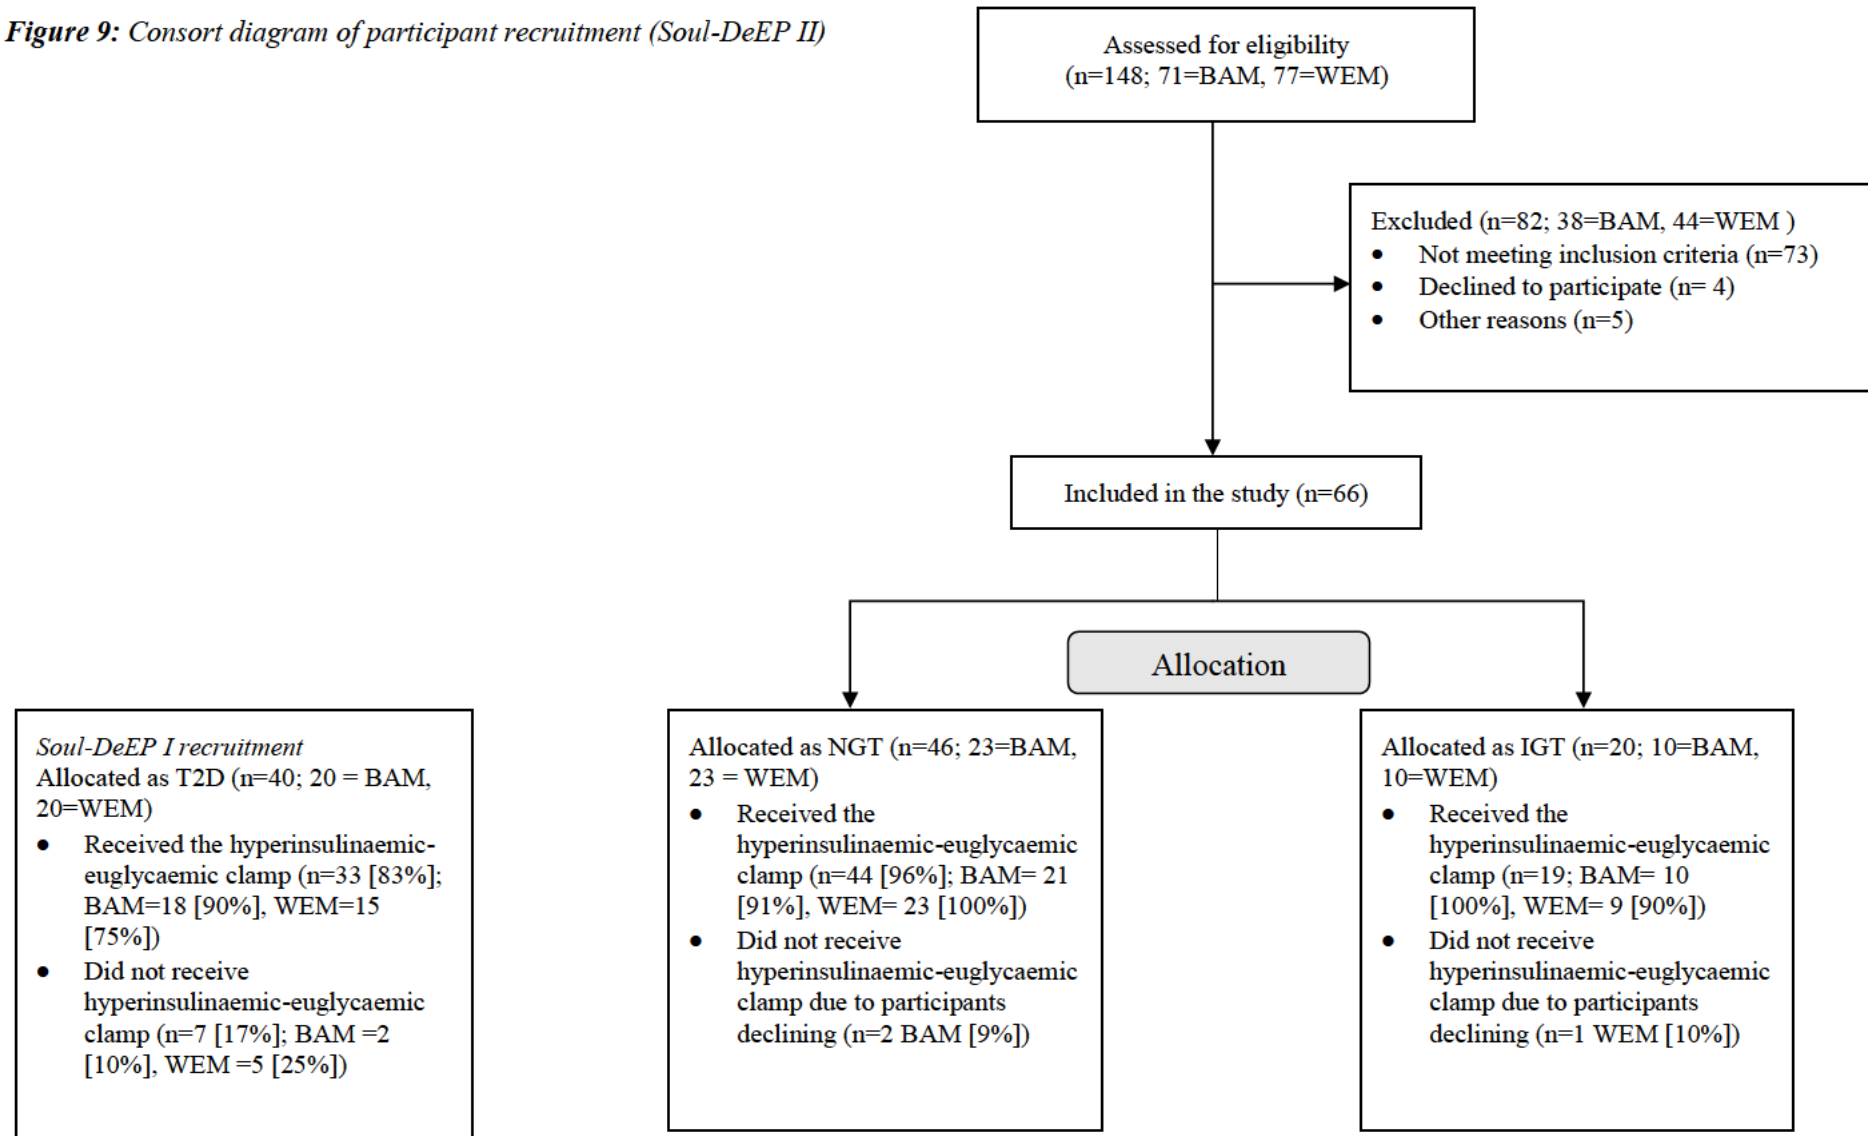 Figure 9: Consort diagram of participant recruitment (Soul-DeEP II)
Assessed for eligibility
(n=148; 71=BAM, 77=WEM)
Excluded (n=82; 38=BAM, 44=WEM )
• Not meeting inclusion criteria (n=73)
• Declined to participate (n= 4)
• Other reasons (n=5)
Included in the study (n=66)
Allocation
Soul-DeEP I recruitment
Allocated as T2D (n=40; 20 = BAM,
20=WEM)
• Received the hyperinsulinaemic-
euglycaemic clamp (n=33 [83%];
BAM=18 [90%], WEM=15
[75%])
• Did not receive
hyperinsulinaemic-euglycaemic
clamp (n=7 [17%]; BAM =2
[10%], WEM =5 [25%])
Allocated as NGT (n=46; 23=BAM,
23 = WEM)
• Received the
hyperinsulinaemic-euglycaemic
clamp (n=44 [96%]; BAM= 21
[91%], WEM= 23 [100%])
• Did not receive
hyperinsulinaemic-euglycaemic
clamp due to participants
declining (n=2 BAM [9%])
Allocated as IGT (n=20; 10=BAM,
10=WEM)
• Received the
hyperinsulinaemic-euglycaemic
clamp (n=19; BAM= 10
[100%], WEM= 9 [90%])
• Did not receive
hyperinsulinaemic-euglycaemic
clamp due to participants
declining (n=1 WEM [10%])